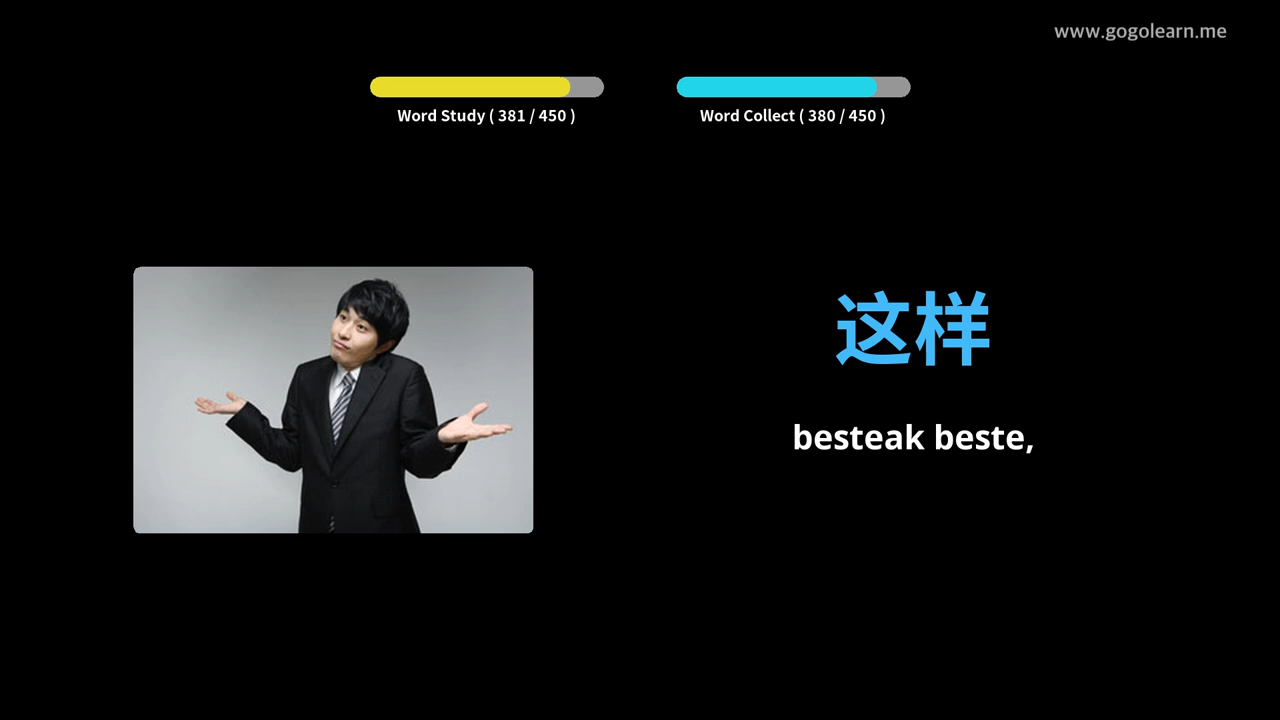 www.gogolearn.me
Word Study ( 381 / 450 )
Word Collect ( 380 / 450 )
这样
besteak beste,